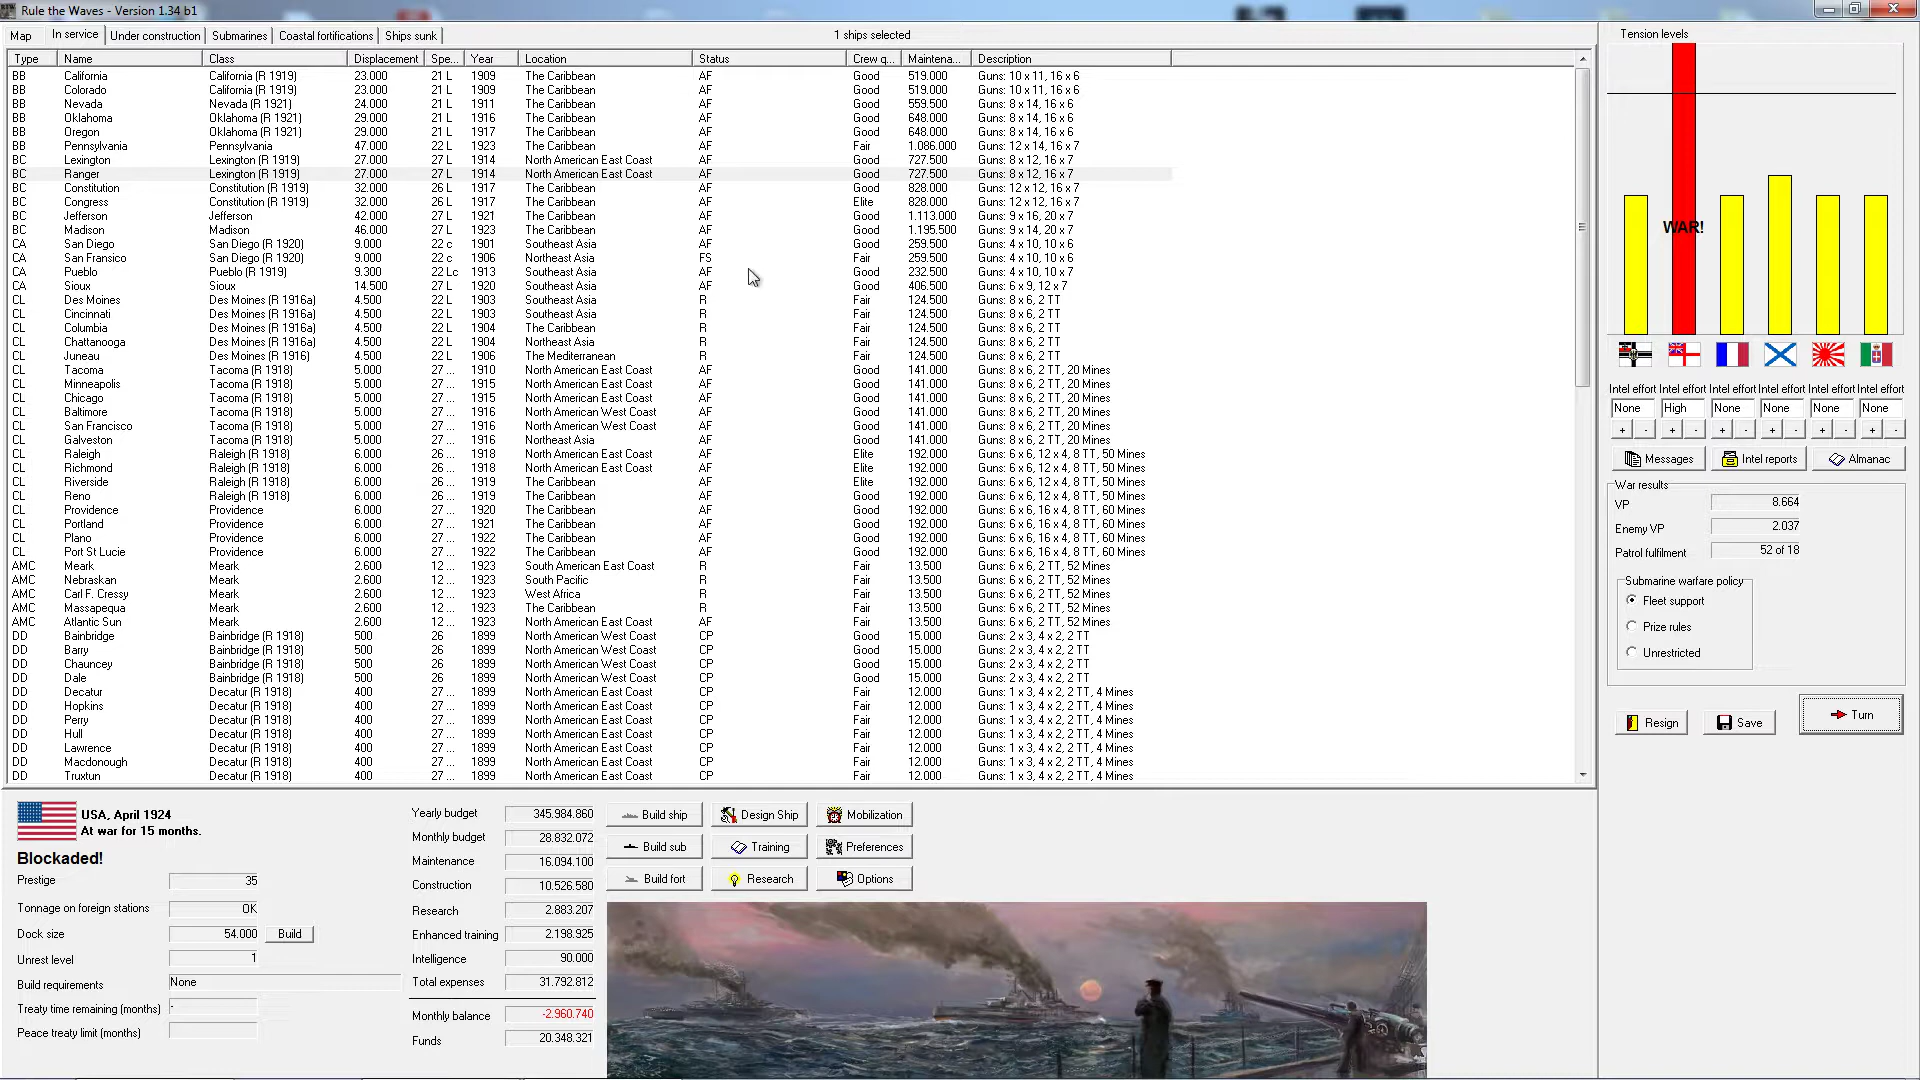 Rule the Waves - Version 1.34 b1
Map In service Under construction Submarines Coastal fortifications Ships sunk 1 ships selected
Type Name Class Displacement Spe... Year Location Status Crew q... Maintena... Description
BB California California (R 1919) 23.000 21 L 1909 The Caribbean AF Good 519.000 Guns: 10 x 11, 16 x 6
BB Colorado California (R 1919) 23.000 21 L 1909 The Caribbean AF Good 519.000 Guns: 10 x 11, 16 x 6
BB Nevada Nevada (R 1921) 24.000 21 L 1911 The Caribbean AF Good 559.500 Guns: 8 x 14, 16 x 6
BB Oklahoma Oklahoma (R 1921) 29.000 21 L 1916 The Caribbean AF Good 648.000 Guns: 8 x 14, 16 x 6
BB Oregon Oklahoma (R 1921) 29.000 21 L 1917 The Caribbean AF Good 648.000 Guns: 8 x 14, 16 x 6
BB Pennsylvania Pennsylvania 47.000 22 L 1923 The Caribbean AF Fair 1.086.000 Guns: 12 x 14, 16 x 7
BC Lexington Lexington (R 1919) 27.000 27 L 1914 North American East Coast AF Good 727.500 Guns: 8 x 12, 16 x 7
BC Ranger Lexington (R 1919) 27.000 27 L 1914 North American East Coast AF Good 727.500 Guns: 8 x 12, 16 x 7
BC Constitution Constitution (R 1919) 32.000 26 L 1917 The Caribbean AF Good 828.000 Guns: 12 x 12, 16 x 7
BC Congress Constitution (R 1919) 32.000 26 L 1917 The Caribbean AF Elite 828.000 Guns: 12 x 12, 16 x 7
BC Jefferson Jefferson 42.000 27 L 1921 The Caribbean AF Good 1.113.000 Guns: 9 x 16, 20 x 7
BC Madison Madison 46.000 27 L 1923 The Caribbean AF Good 1.195.500 Guns: 9 x 14, 20 x 7
CA San Diego San Diego (R 1920) 9.000 22 c 1901 Southeast Asia AF Good 259.500 Guns: 4 x 10, 10 x 6
CA San Fransico San Diego (R 1920) 9.000 22 c 1906 Northeast Asia FS Fair 259.500 Guns: 4 x 10, 10 x 6
CA Pueblo Pueblo (R 1919) 9.300 22 Lc 1913 Southeast Asia AF Good 232.500 Guns: 4 x 10, 10 x 7
CA Sioux Sioux 14.500 27 L 1920 Southeast Asia AF Good 406.500 Guns: 6 x 9, 12 x 7
CL Des Moines Des Moines (R 1916a) 4.500 22 L 1903 Southeast Asia R Fair 124.500 Guns: 8 x 6, 2 TT
CL Cincinnati Des Moines (R 1916a) 4.500 22 L 1903 Southeast Asia R Fair 124.500 Guns: 8 x 6, 2 TT
CL Columbia Des Moines (R 1916a) 4.500 22 L 1904 The Caribbean R Fair 124.500 Guns: 8 x 6, 2 TT
CL Chattanooga Des Moines (R 1916a) 4.500 22 L 1904 Northeast Asia R Fair 124.500 Guns: 8 x 6, 2 TT
CL Juneau Des Moines (R 1916) 4.500 22 L 1906 The Mediterranean R Fair 124.500 Guns: 8 x 6, 2 TT
CL Tacoma Tacoma (R 1918) 5.000 27 ... 1910 North American East Coast AF Good 141.000 Guns: 8 x 6, 2 TT, 20 Mines
CL Minneapolis Tacoma (R 1918) 5.000 27 ... 1915 North American East Coast AF Good 141.000 Guns: 8 x 6, 2 TT, 20 Mines
CL Chicago Tacoma (R 1918) 5.000 27 ... 1915 North American East Coast AF Good 141.000 Guns: 8 x 6, 2 TT, 20 Mines
CL Baltimore Tacoma (R 1918) 5.000 27 ... 1916 North American West Coast AF Good 141.000 Guns: 8 x 6, 2 TT, 20 Mines
CL San Francisco Tacoma (R 1918) 5.000 27 ... 1916 North American West Coast AF Good 141.000 Guns: 8 x 6, 2 TT, 20 Mines
CL Galveston Tacoma (R 1918) 5.000 27 ... 1916 Northeast Asia AF Good 141.000 Guns: 8 x 6, 2 TT, 20 Mines
CL Raleigh Raleigh (R 1918) 6.000 26 ... 1918 North American East Coast AF Elite 192.000 Guns: 6 x 6, 12 x 4, 8 TT, 50 Mines
CL Richmond Raleigh (R 1918) 6.000 26 ... 1918 North American East Coast AF Elite 192.000 Guns: 6 x 6, 12 x 4, 8 TT, 50 Mines
CL Riverside Raleigh (R 1918) 6.000 26 ... 1919 The Caribbean AF Elite 192.000 Guns: 6 x 6, 12 x 4, 8 TT, 50 Mines
CL Reno Raleigh (R 1918) 6.000 26 ... 1919 The Caribbean AF Good 192.000 Guns: 6 x 6, 12 x 4, 8 TT, 50 Mines
CL Providence Providence 6.000 27 ... 1920 The Caribbean AF Good 192.000 Guns: 6 x 6, 16 x 4, 8 TT, 60 Mines
CL Portland Providence 6.000 27 ... 1921 The Caribbean AF Good 192.000 Guns: 6 x 6, 16 x 4, 8 TT, 60 Mines
CL Plano Providence 6.000 27 ... 1922 The Caribbean AF Good 192.000 Guns: 6 x 6, 16 x 4, 8 TT, 60 Mines
CL Port St Lucie Providence 6.000 27 ... 1922 The Caribbean AF Good 192.000 Guns: 6 x 6, 16 x 4, 8 TT, 60 Mines
AMC Meark Meark 2.600 12 ... 1923 South American East Coast R Fair 13.500 Guns: 6 x 6, 2 TT, 52 Mines
AMC Nebraskan Meark 2.600 12 ... 1923 South Pacific R Fair 13.500 Guns: 6 x 6, 2 TT, 52 Mines
AMC Carl F. Cressy Meark 2.600 12 ... 1923 West Africa R Fair 13.500 Guns: 6 x 6, 2 TT, 52 Mines
AMC Massapequa Meark 2.600 12 ... 1923 The Caribbean R Fair 13.500 Guns: 6 x 6, 2 TT, 52 Mines
AMC Atlantic Sun Meark 2.600 12 ... 1923 North American East Coast R Fair 13.500 Guns: 6 x 6, 2 TT, 52 Mines
DD Bainbridge Bainbridge (R 1918) 500 26 1899 North American West Coast CP Good 15.000 Guns: 2 x 3, 4 x 2, 2 TT
DD Barry Bainbridge (R 1918) 500 26 1899 North American West Coast CP Good 15.000 Guns: 2 x 3, 4 x 2, 2 TT
DD Chauncey Bainbridge (R 1918) 500 26 1899 North American West Coast CP Good 15.000 Guns: 2 x 3, 4 x 2, 2 TT
DD Dale Bainbridge (R 1918) 500 26 1899 North American West Coast CP Good 15.000 Guns: 2 x 3, 4 x 2, 2 TT
DD Decatur Decatur (R 1918) 400 27 ... 1899 North American East Coast CP Fair 12.000 Guns: 1 x 3, 4 x 2, 2 TT, 4 Mines
DD Hopkins Decatur (R 1918) 400 27 ... 1899 North American East Coast CP Fair 12.000 Guns: 1 x 3, 4 x 2, 2 TT, 4 Mines
DD Perry Decatur (R 1918) 400 27 ... 1899 North American East Coast CP Fair 12.000 Guns: 1 x 3, 4 x 2, 2 TT, 4 Mines
DD Hull Decatur (R 1918) 400 27 ... 1899 North American East Coast CP Fair 12.000 Guns: 1 x 3, 4 x 2, 2 TT, 4 Mines
DD Lawrence Decatur (R 1918) 400 27 ... 1899 North American East Coast CP Fair 12.000 Guns: 1 x 3, 4 x 2, 2 TT, 4 Mines
DD Macdonough Decatur (R 1918) 400 27 ... 1899 North American East Coast CP Fair 12.000 Guns: 1 x 3, 4 x 2, 2 TT, 4 Mines
DD Truxtun Decatur (R 1918) 400 27 ... 1899 North American East Coast CP Fair 12.000 Guns: 1 x 3, 4 x 2, 2 TT, 4 Mines
Tension levels
WAR!
Intel effort Intel effort Intel effort Intel effort Intel effort Intel effort
None High None None None None
+ - + - + - + - + - + -
Messages Intel reports Almanac
War results
VP 8.664
Enemy VP 2.037
Patrol fulfilment 52 of 18
Submarine warfare policy
Fleet support
Prize rules
Unrestricted
Resign Save Turn
USA, April 1924
At war for 15 months.
Blockaded!
Prestige 35
Tonnage on foreign stations OK
Dock size 54.000 Build
Unrest level 1
Build requirements None
Treaty time remaining (months) -
Peace treaty limit (months)
Yearly budget 345.984.860
Monthly budget 28.832.072
Maintenance 16.094.100
Construction 10.526.580
Research 2.883.207
Enhanced training 2.198.925
Intelligence 90.000
Total expenses 31.792.812
Monthly balance -2.960.740
Funds 20.348.321
Build ship Design Ship Mobilization
Build sub Training Preferences
Build fort Research Options